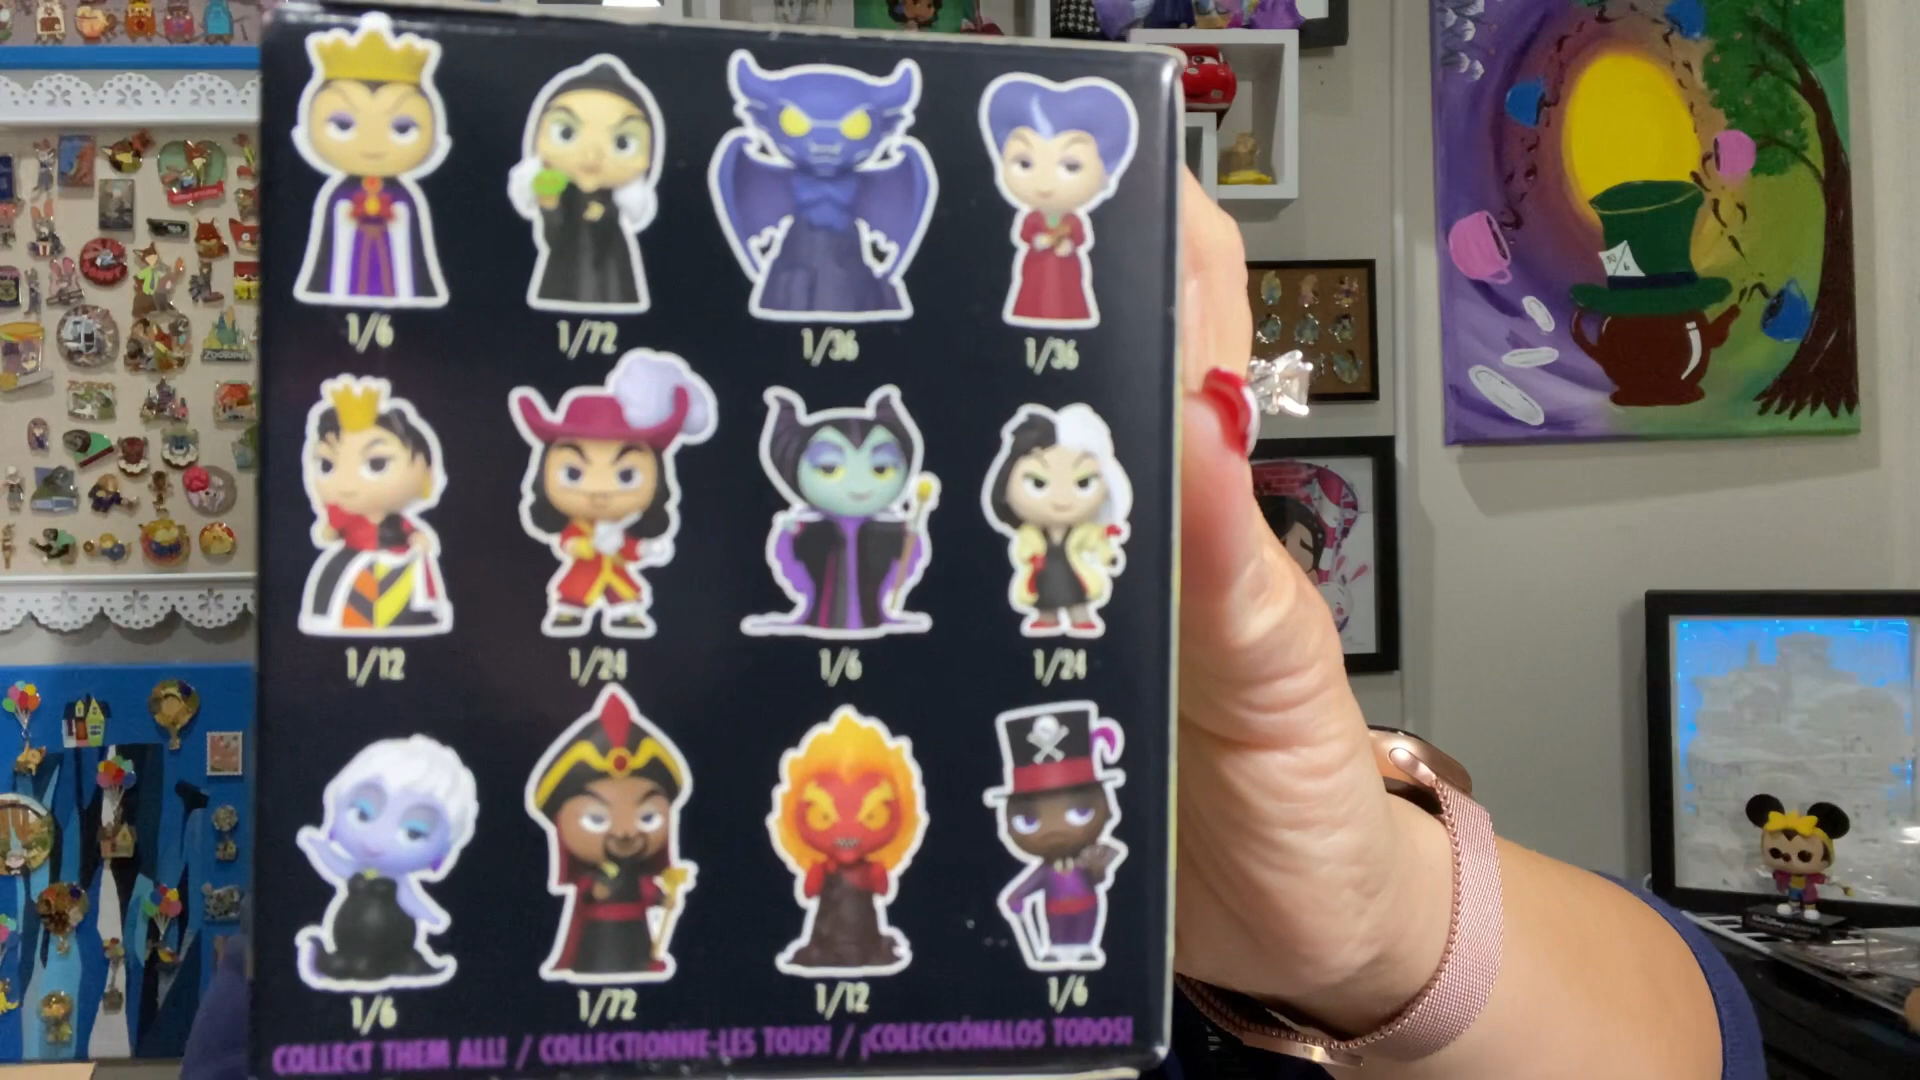 1/6 1/72 1/36 1/36
1/12 1/24 1/6 1/24
1/6 1/72 1/12 1/6
COLLECT THEM ALL! / COLLECTIONNE-LES TOUS! / ¡COLECCIÓNALOS TODOS!